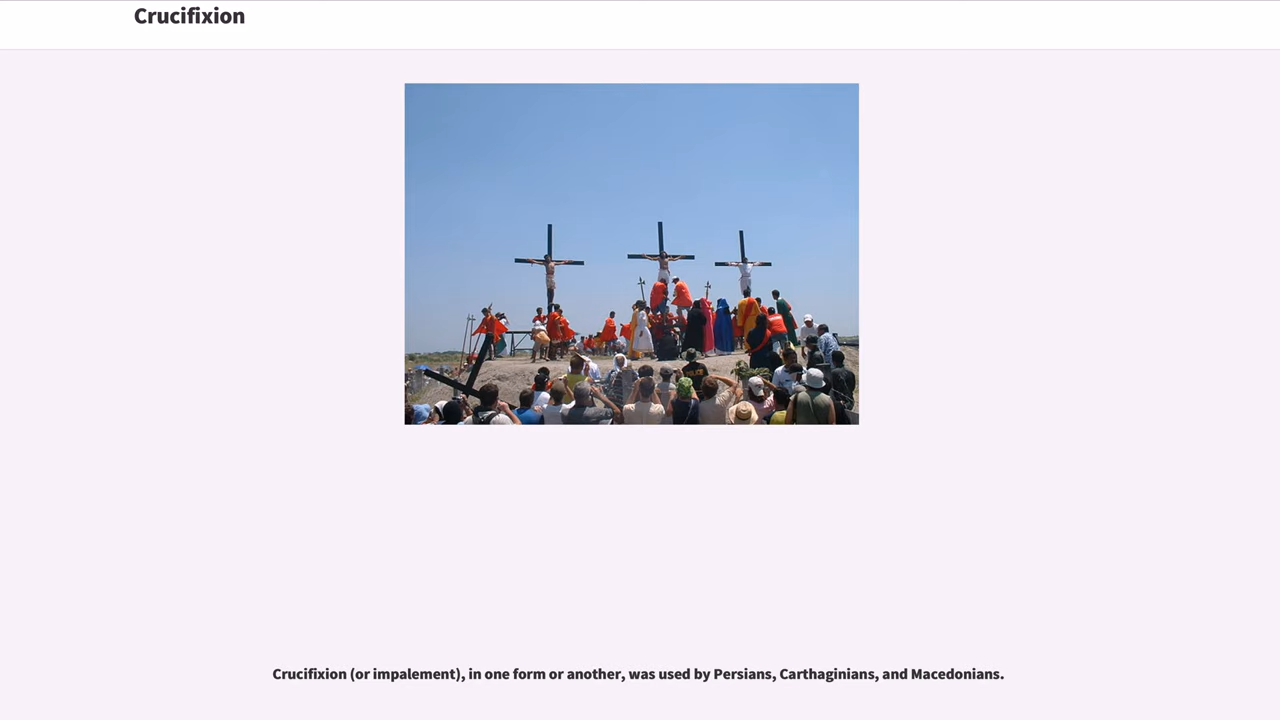 Crucifixion
Crucifixion (or impalement), in one form or another, was used by Persians, Carthaginians, and Macedonians.